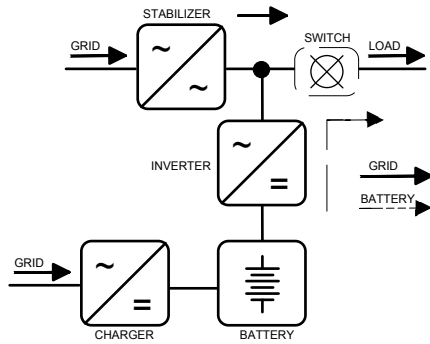 STABILIZER
GRID
SWITCH
LOAD
~
~
INVERTER
~
=
GRID
BATTERY
GRID
~
=
CHARGER
BATTERY